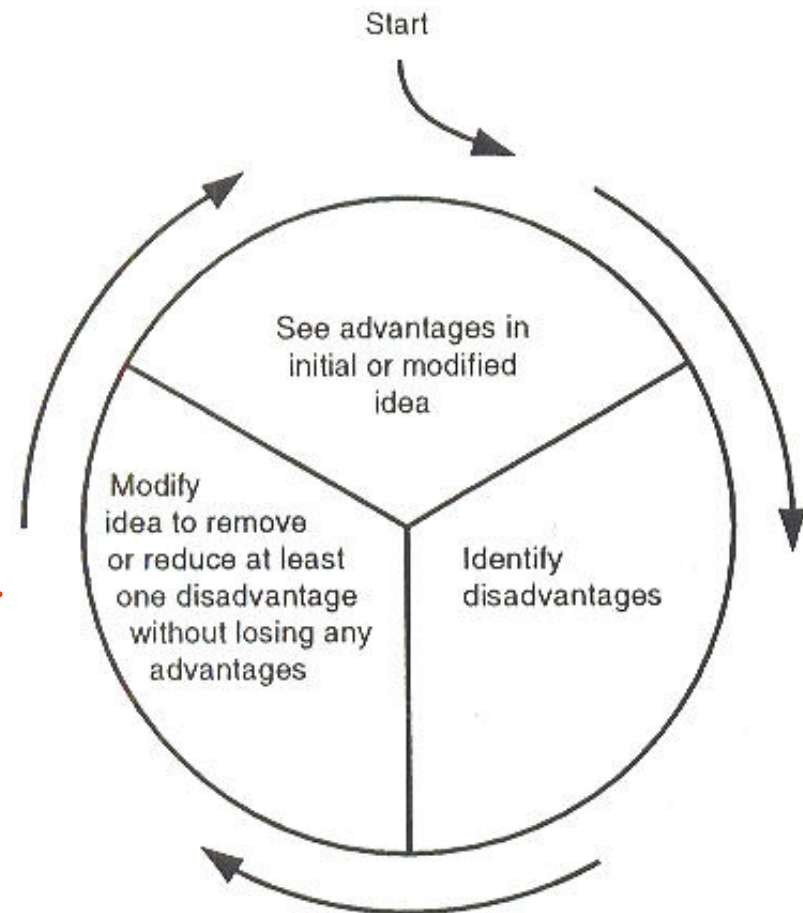 Start
See advantages in
initial or modified
idea
Modify
idea to remove
or reduce at least
one disadvantage
without losing any
advantages
Identify
disadvantages